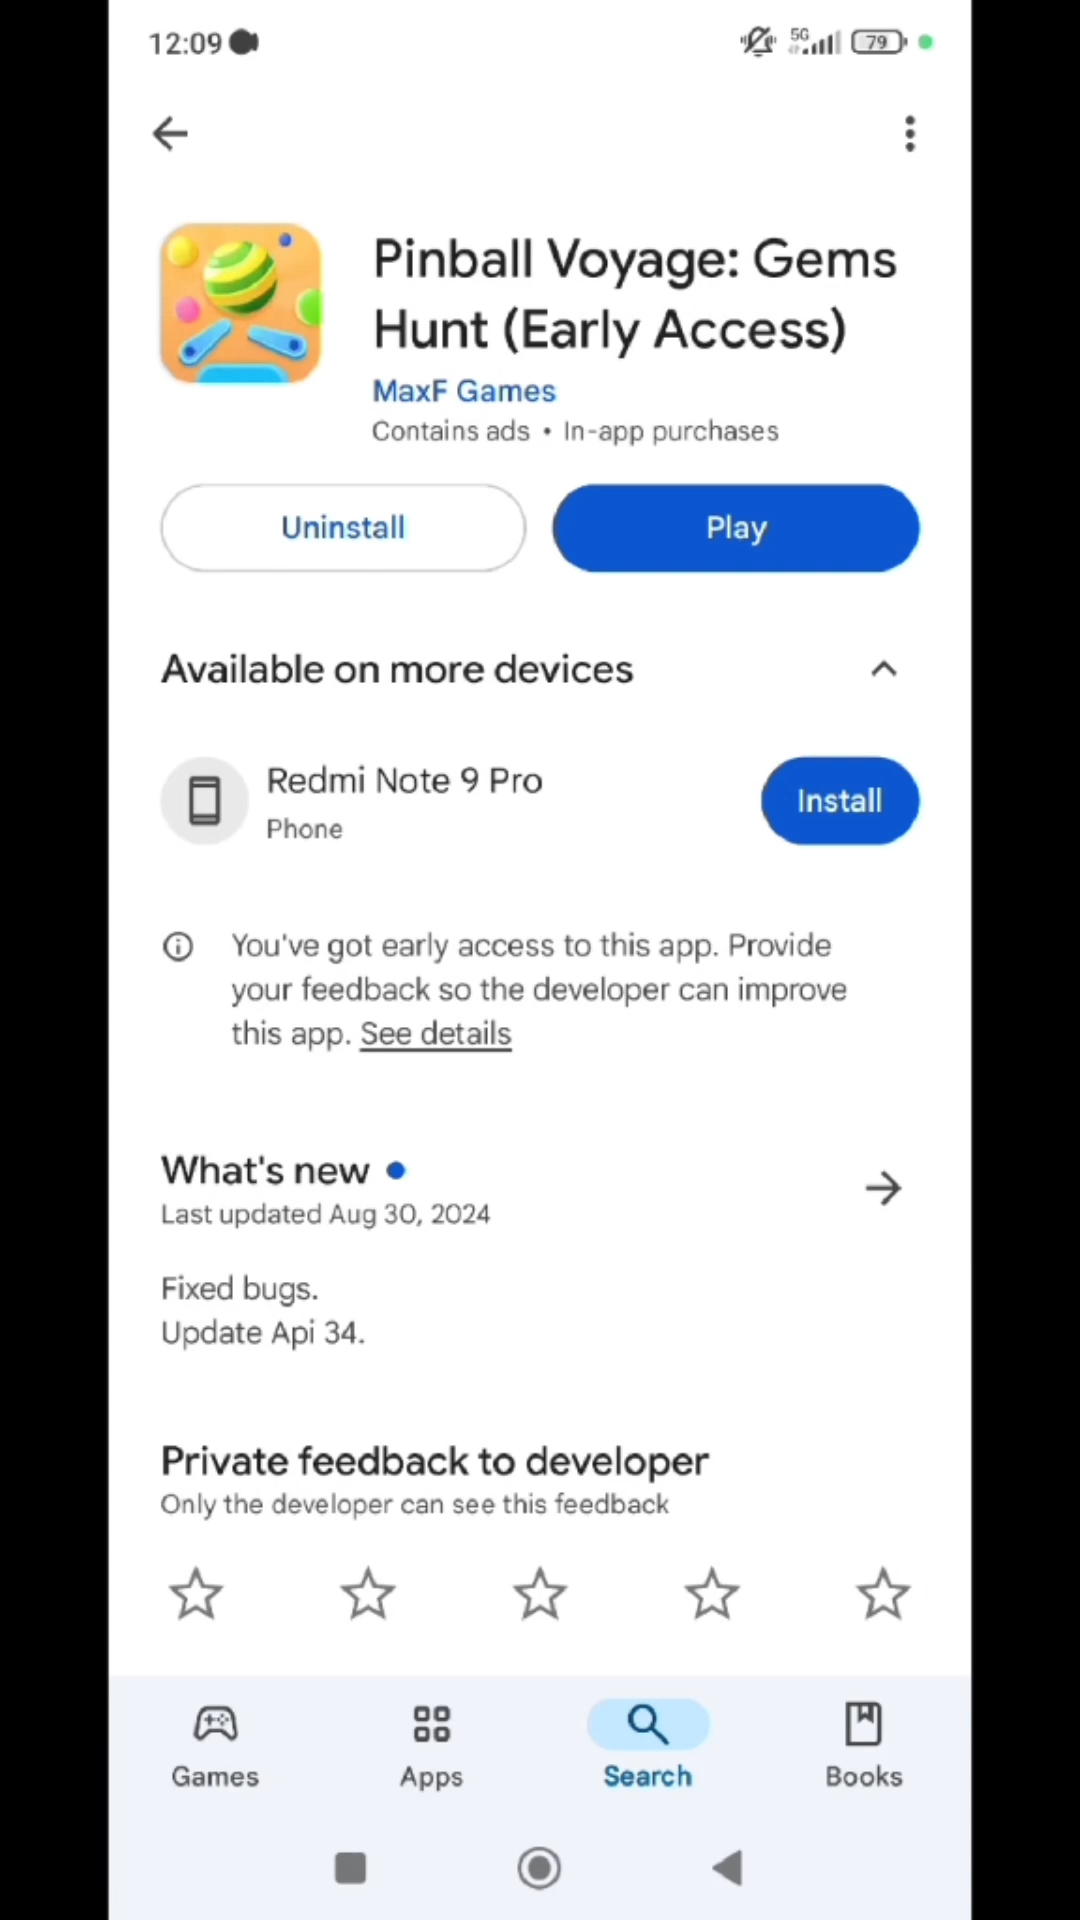 12:09
5G
79
Pinball Voyage: Gems
Hunt (Early Access)
MaxF Games
Contains ads • In-app purchases
Uninstall
Play
Available on more devices
Redmi Note 9 Pro
Phone
Install
You've got early access to this app. Provide
your feedback so the developer can improve
this app. See details
What's new
Last updated Aug 30, 2024
Fixed bugs.
Update Api 34.
Private feedback to developer
Only the developer can see this feedback
Games
Apps
Search
Books